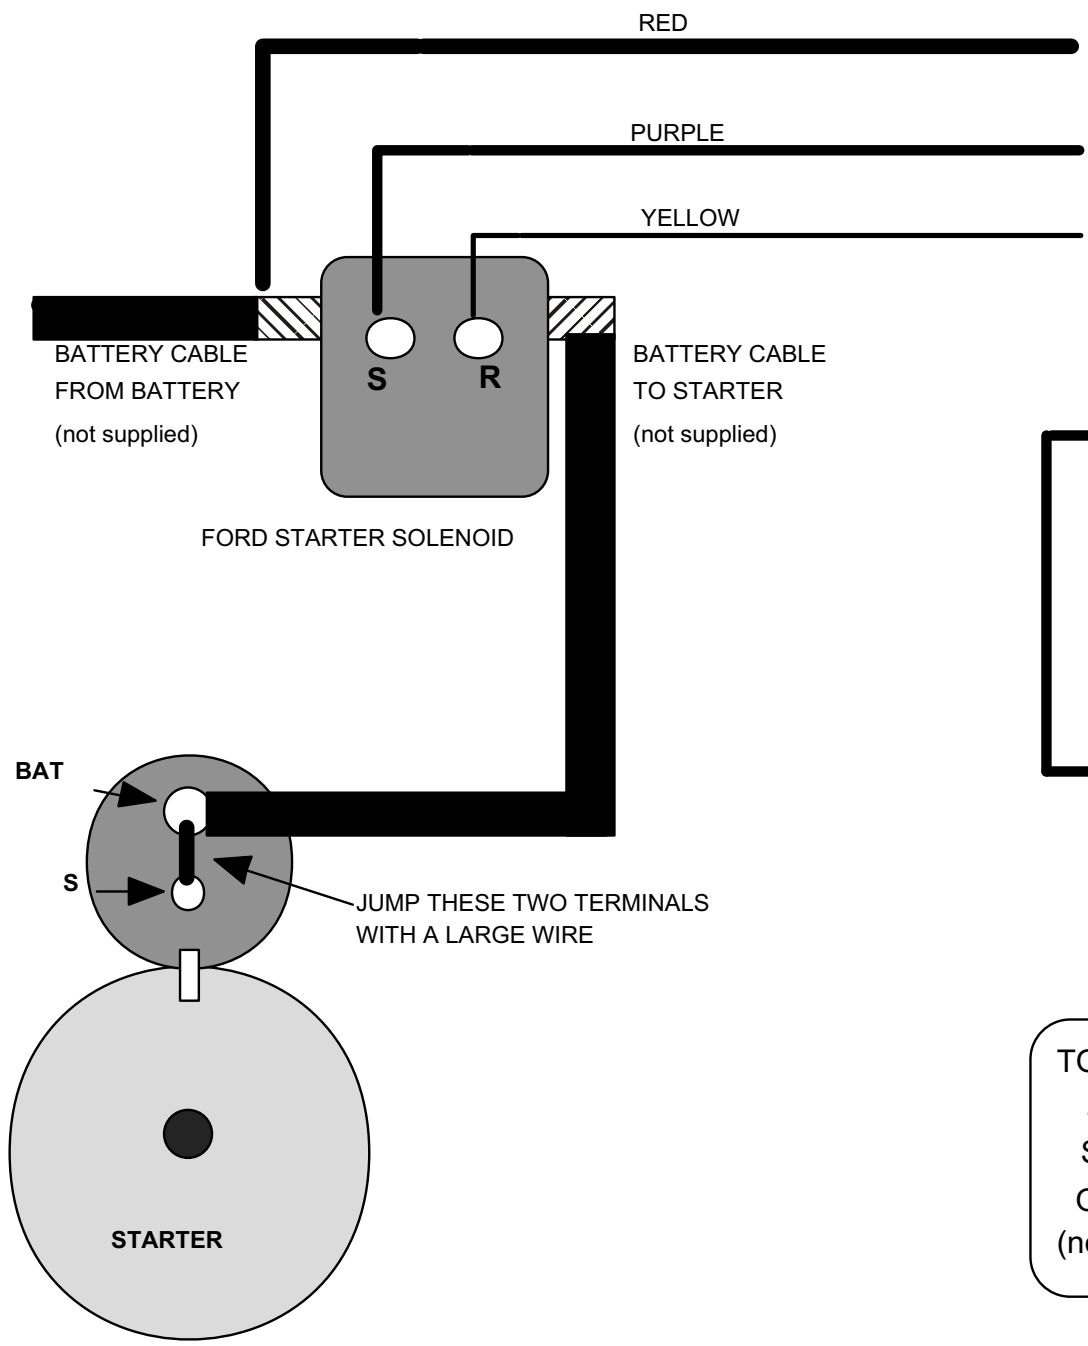 RED
PURPLE
YELLOW
S
R
BATTERY CABLE
FROM BATTERY
(not supplied)
BATTERY CABLE
TO STARTER
(not supplied)
FORD STARTER SOLENOID
BAT
S
JUMP THESE TWO TERMINALS
WITH A LARGE WIRE
STARTER